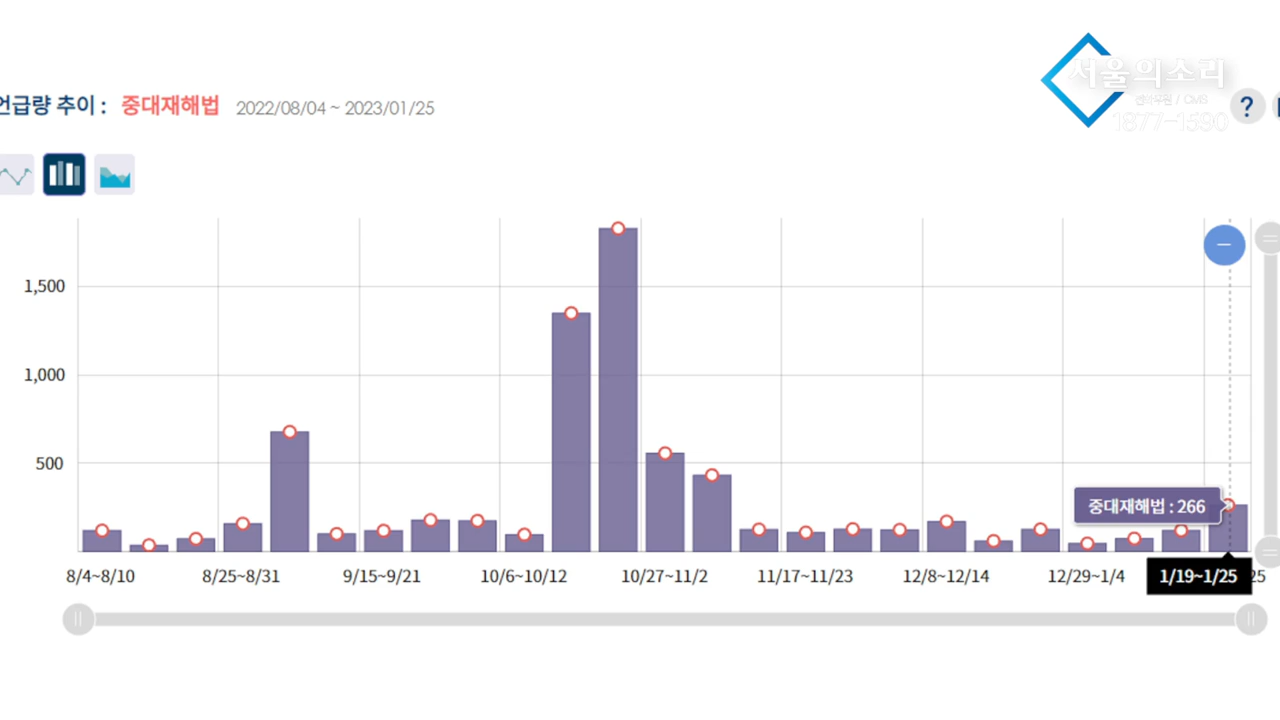 언급량 추이 : 중대재해법 2022/08/04 ~ 2023/01/25
서울의소리
1877-1590
?
1,500
1,000
500
중대재해법 : 266
8/4~8/10 8/25~8/31 9/15~9/21 10/6~10/12 10/27~11/2 11/17~11/23 12/8~12/14 12/29~1/4 1/19~1/25 25